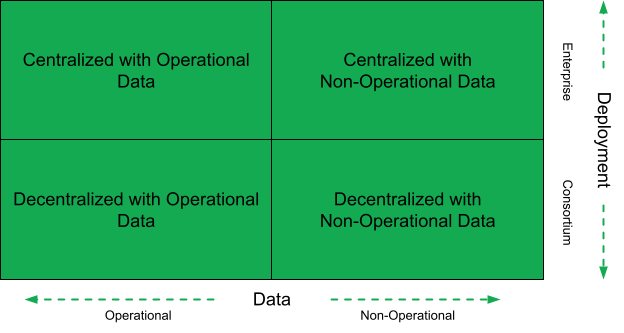 Centralized with Operational
Data
Centralized with
Non-Operational Data
Enterprise
Deployment
Decentralized with Operational
Data
Decentralized with
Non-Operational Data
Consortium
Data
Operational
Non-Operational